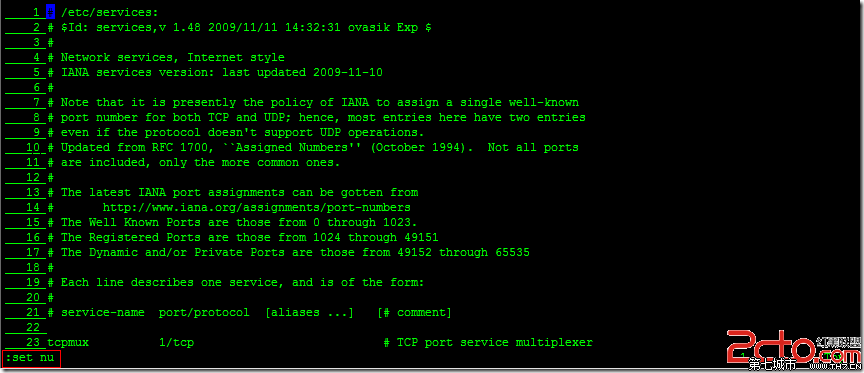 1 /etc/services:
2 # $Id: services,v 1.48 2009/11/11 14:32:31 ovasik Exp $
3 #
4 # Network services, Internet style
5 # IANA services version: last updated 2009-11-10
6 #
7 # Note that it is presently the policy of IANA to assign a single well-known
8 # port number for both TCP and UDP; hence, most entries here have two entries
9 # even if the protocol doesn't support UDP operations.
10 # Updated from RFC 1700, ``Assigned Numbers'' (October 1994).  Not all ports
11 # are included, only the more common ones.
12 #
13 # The latest IANA port assignments can be gotten from
14 #       http://www.iana.org/assignments/port-numbers
15 # The Well Known Ports are those from 0 through 1023.
16 # The Registered Ports are those from 1024 through 49151
17 # The Dynamic and/or Private Ports are those from 49152 through 65535
18 #
19 # Each line describes one service, and is of the form:
20 #
21 # service-name  port/protocol  [aliases ...]   [# comment]
22
23 tcpmux          1/tcp                           # TCP port service multiplexer
:set nu
2cto.com
第七城市 www.th7.cn